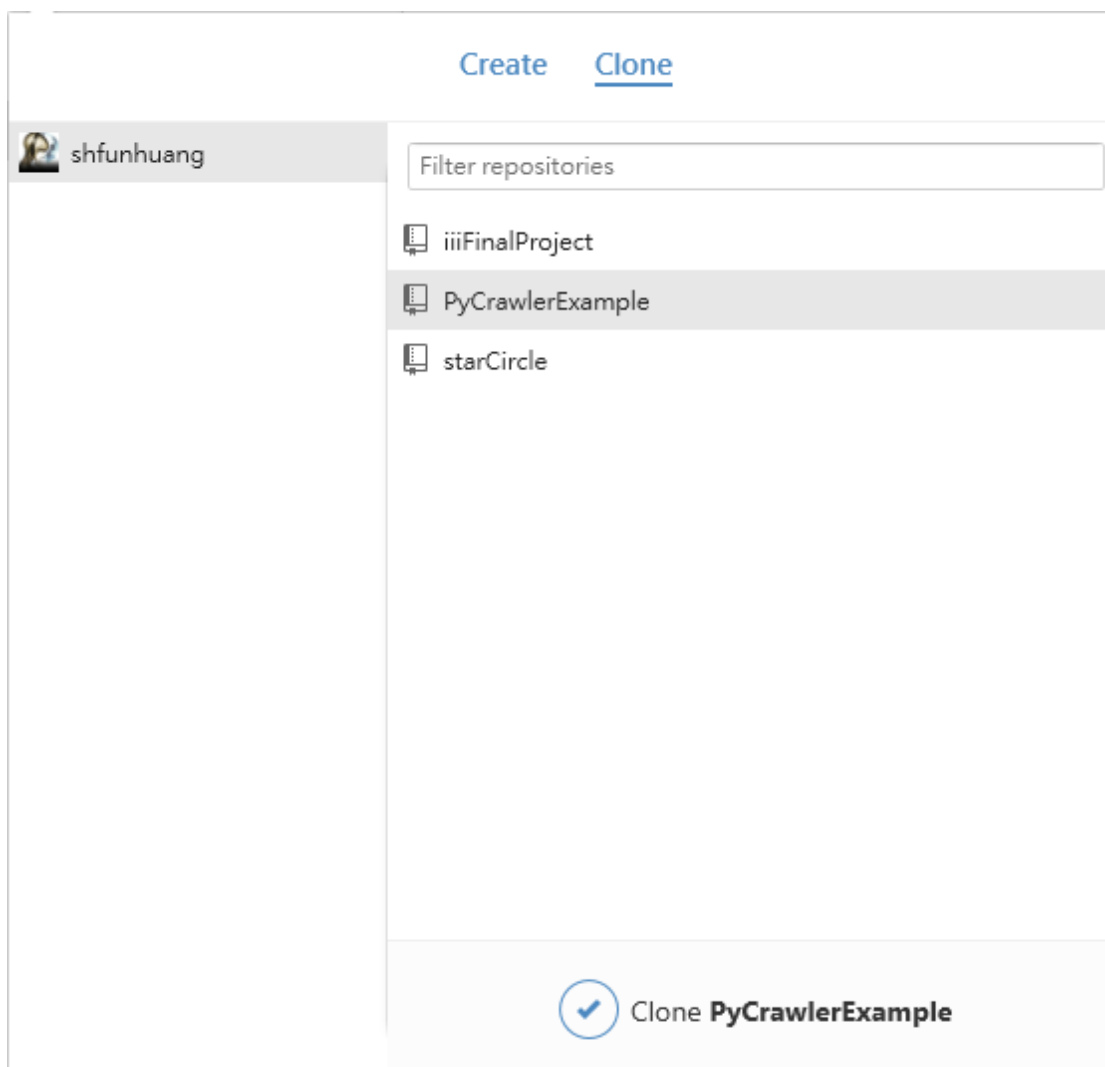 Create Clone
shfunhuang
Filter repositories
iiiFinalProject
PyCrawlerExample
starCircle
Clone PyCrawlerExample